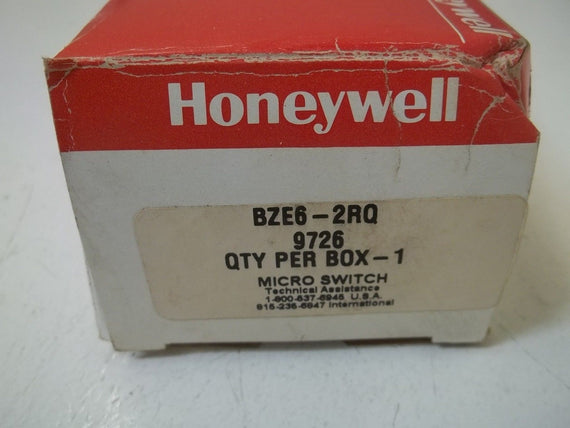 Honeywell
Honeywell
BZE6-2RQ
9726
QTY PER BOX-1
MICRO SWITCH
Technical Assistance
1-800-537-6945 U.S.A.
815-235-6847 International